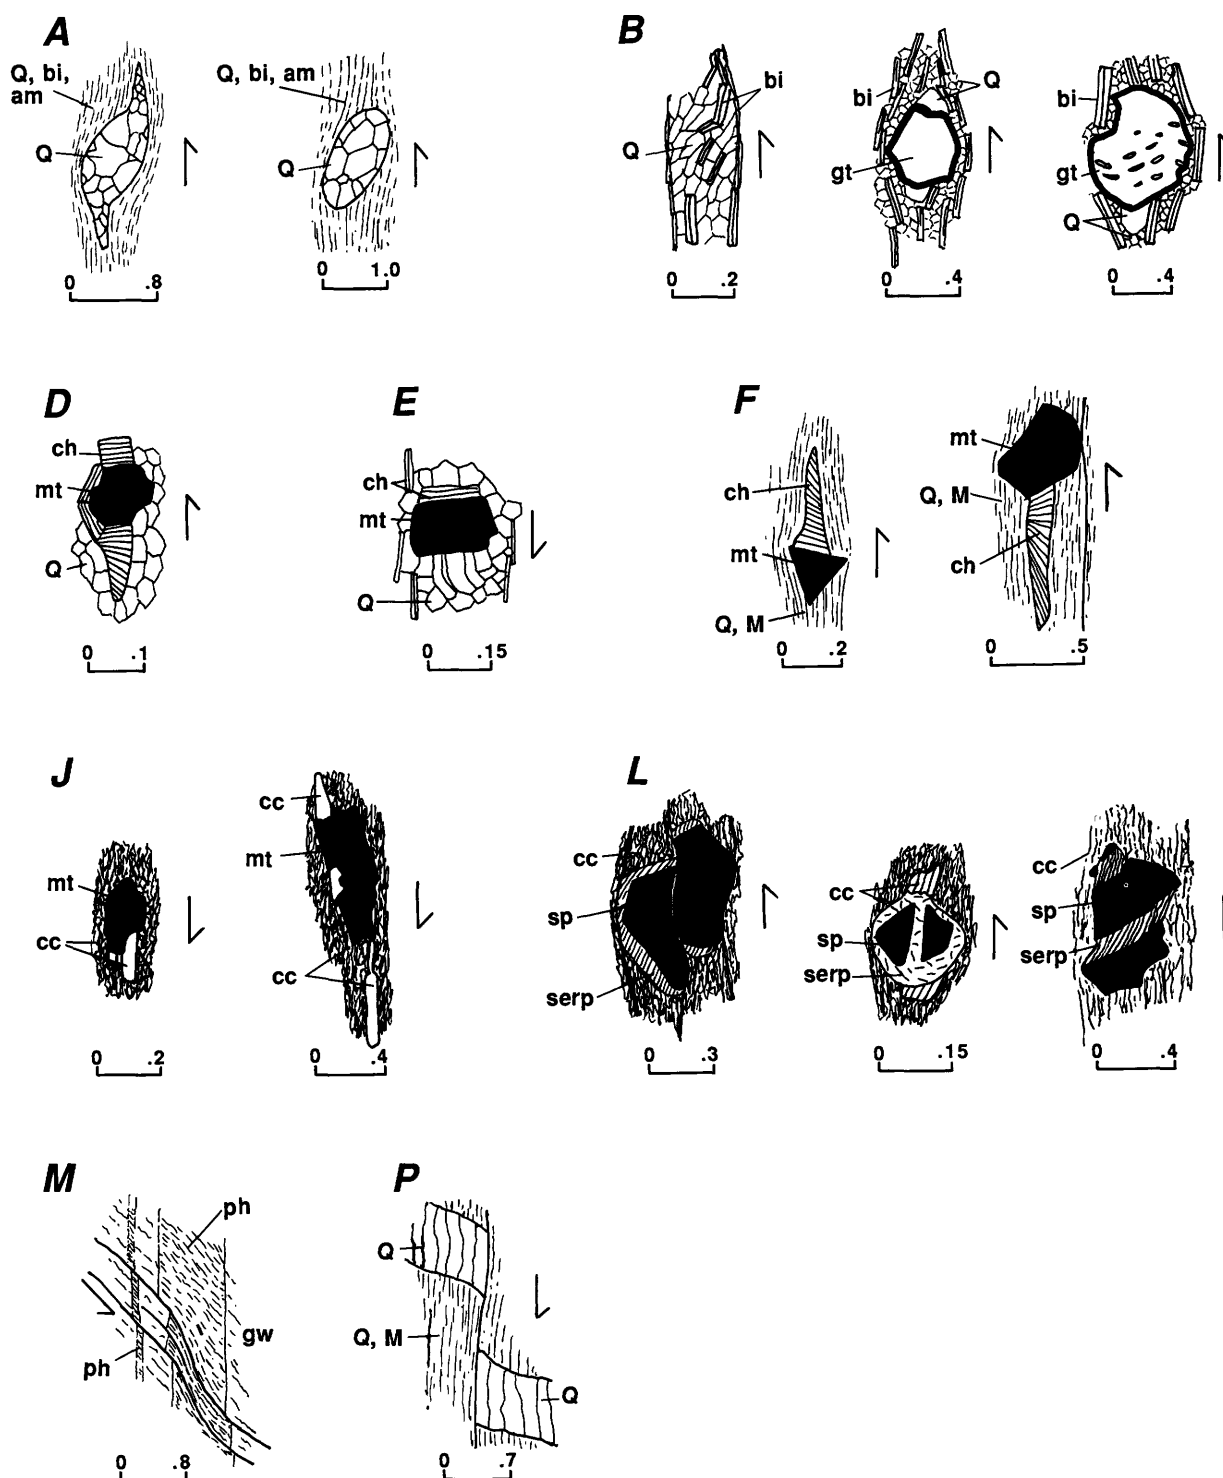 A
B
Q, bi,
am
Q
0 .8
Q, bi, am
Q
0 1.0
bi
Q
0 .2
bi
Q
gt
0 .4
bi
gt
Q
0 .4
D
E
F
ch
mt
Q
0 .1
ch
mt
Q
0 .15
ch
mt
Q, M
0 .2
mt
Q, M
ch
0 .5
J
L
mt
cc
0 .2
cc
mt
cc
0 .4
cc
sp
serp
0 .3
cc
sp
serp
0 .15
cc
sp
serp
0 .4
M
P
ph
gw
ph
0 .8
Q
Q, M
Q
0 .7